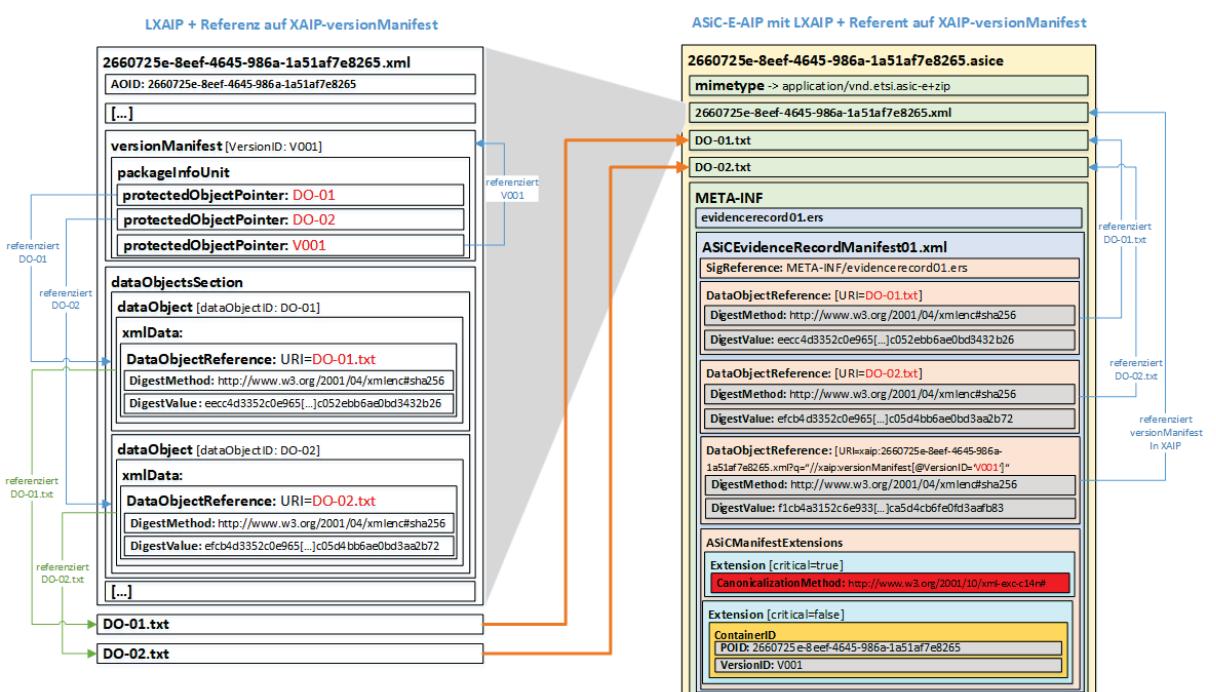 LXAIP + Referenz auf XAIP-versionManifest
2660725e-8eef-4645-986a-1a51af7e8265.xml
AOID: 2660725e-8eef-4645-986a-1a51af7e8265
[...]
versionManifest [VersionID: V001]
packageInfoUnit
protectedObjectPointer: DO-01
protectedObjectPointer: DO-02
protectedObjectPointer: V001
referenziert
V001
referenziert
DO-01
referenziert
DO-02
dataObjectsSection
dataObject [dataObjectID: DO-01]
xmlData:
DataObjectReference: URI=DO-01.txt
DigestMethod: http://www.w3.org/2001/04/xmlenc#sha256
DigestValue: eecc4d3352c0e965[...]c052ebb6ae0bd3432b26
dataObject [dataObjectID: DO-02]
xmlData:
DataObjectReference: URI=DO-02.txt
DigestMethod: http://www.w3.org/2001/04/xmlenc#sha256
DigestValue: efcb4d3352c0e965[...]c05d4bb6ae0bd3aa2b72
referenziert
DO-01.txt
referenziert
DO-02.txt
[...]
DO-01.txt
DO-02.txt
ASiC-E-AIP mit LXAIP + Referent auf XAIP-versionManifest
2660725e-8eef-4645-986a-1a51af7e8265.asice
mimetype -> application/vnd.etsi.asic-e+zip
2660725e-8eef-4645-986a-1a51af7e8265.xml
DO-01.txt
DO-02.txt
META-INF
evidencerecord01.ers
ASiCEvidenceRecordManifest01.xml
SigReference: META-INF/evidencerecord01.ers
DataObjectReference: [URI=DO-01.txt]
DigestMethod: http://www.w3.org/2001/04/xmlenc#sha256
DigestValue: eecc4d3352c0e965[...]c052ebb6ae0bd3432b26
DataObjectReference: [URI=DO-02.txt]
DigestMethod: http://www.w3.org/2001/04/xmlenc#sha256
DigestValue: efcb4d3352c0e965[...]c05d4bb6ae0bd3aa2b72
DataObjectReference: [URI=xaip:2660725e-8eef-4645-986a-
1a51af7e8265.xml?q="//xaip:versionManifest[@VersionID='V001']"
DigestMethod: http://www.w3.org/2001/04/xmlenc#sha256
DigestValue: f1cb4a3152c6e933[...]ca5d4cb6fe0fd3aafb83
ASiCManifestExtensions
Extension [critical=true]
CanonicalizationMethod: http://www.w3.org/2001/10/xml-exc-c14n#
Extension [critical=false]
ContainerID
POID: 2660725e-8eef-4645-986a-1a51af7e8265
VersionID: V001
referenziert
DO-01.txt
referenziert
DO-02.txt
referenziert
versionManifest
In XAIP